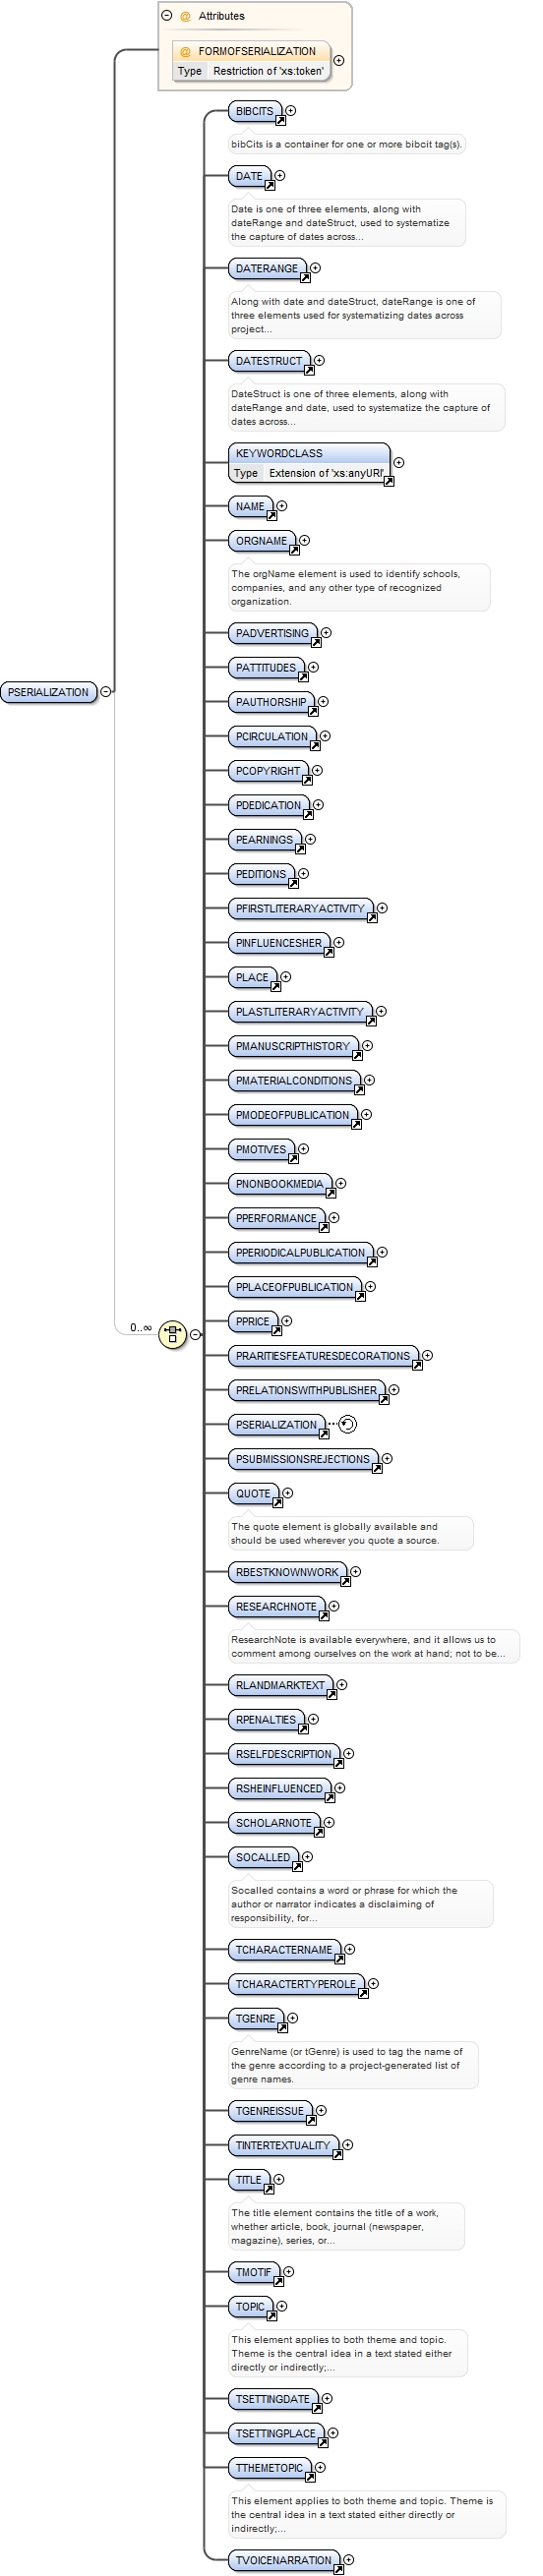 Attributes
@ FORMOFSERIALIZATION
Type Restriction of 'xs:token'
BIBCITS
bibCits is a container for one or more bibcit tag(s).
DATE
Date is one of three elements, along with
dateRange and dateStruct, used to systematize
the capture of dates across...
DATERANGE
Along with date and dateStruct, dateRange is one of
three elements used for systematizing dates across
project...
DATESTRUCT
DateStruct is one of three elements, along with
dateRange and date, used to systematize the capture of
dates across...
KEYWORDCLASS
Type Extension of 'xs:anyURI'
NAME
ORGNAME
The orgName element is used to identify schools,
companies, and any other type of recognized
organization.
PADVERTISING
PATTITUDES
PSERIALIZATION
PAUTHORSHIP
PCIRCULATION
PCOPYRIGHT
PDEDICATION
PEARNINGS
PEDITIONS
PFIRSTLITERARYACTIVITY
PINFLUENCESHER
PLACE
PLASTLITERARYACTIVITY
PMANUSCRIPTHISTORY
PMATERIALCONDITIONS
PMODEOFPUBLICATION
PMOTIVES
PNONBOOKMEDIA
PPERFORMANCE
PPERIODICALPUBLICATION
PPLACEOFPUBLICATION
PPRICE
0..∞
PRARITIESFEATURESDECORATIONS
PRELATIONSWITHPUBLISHER
PSERIALIZATION
PSUBMISSIONSREJECTIONS
QUOTE
The quote element is globally available and
should be used wherever you quote a source.
RBESTKNOWNWORK
RESEARCHNOTE
ResearchNote is available everywhere, and it allows us to
comment among ourselves on the work at hand; not to be...
RLANDMARKTEXT
RPENALTIES
RSELFDESCRIPTION
RSHEINFLUENCED
SCHOLARNOTE
SOCALLED
Socalled contains a word or phrase for which the
author or narrator indicates a disclaiming of
responsibility, for...
TCHARACTERNAME
TCHARACTERTYPEROLE
TGENRE
GenreName (or tGenre) is used to tag the name of
the genre according to a project-generated list of
genre names.
TGENREISSUE
TINTERTEXTUALITY
TITLE
The title element contains the title of a work,
whether article, book, journal (newspaper,
magazine), series, or...
TMOTIF
TOPIC
This element applies to both theme and topic.
Theme is the central idea in a text stated either
directly or indirectly;...
TSETTINGDATE
TSETTINGPLACE
TTHEMETOPIC
This element applies to both theme and topic. Theme is
the central idea in a text stated either directly or
indirectly;...
TVOICENARRATION